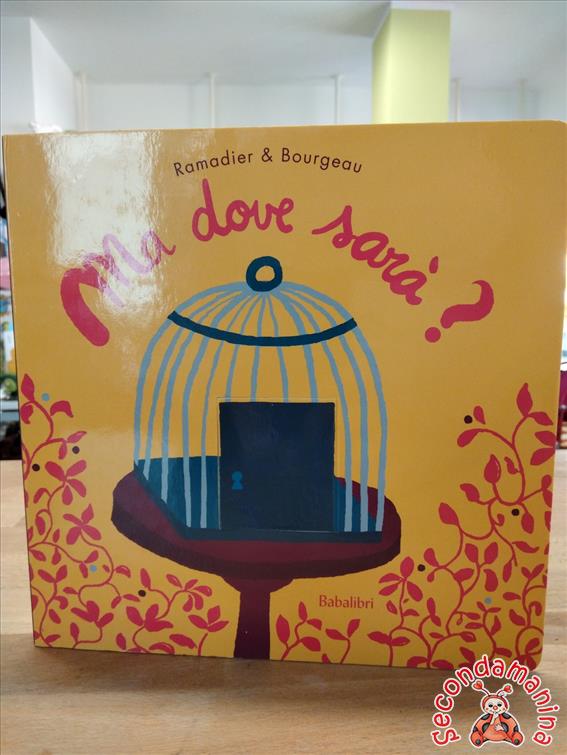 Ramadier & Bourgeau
Ma dove sarà?
Babalibri
Secondamanina